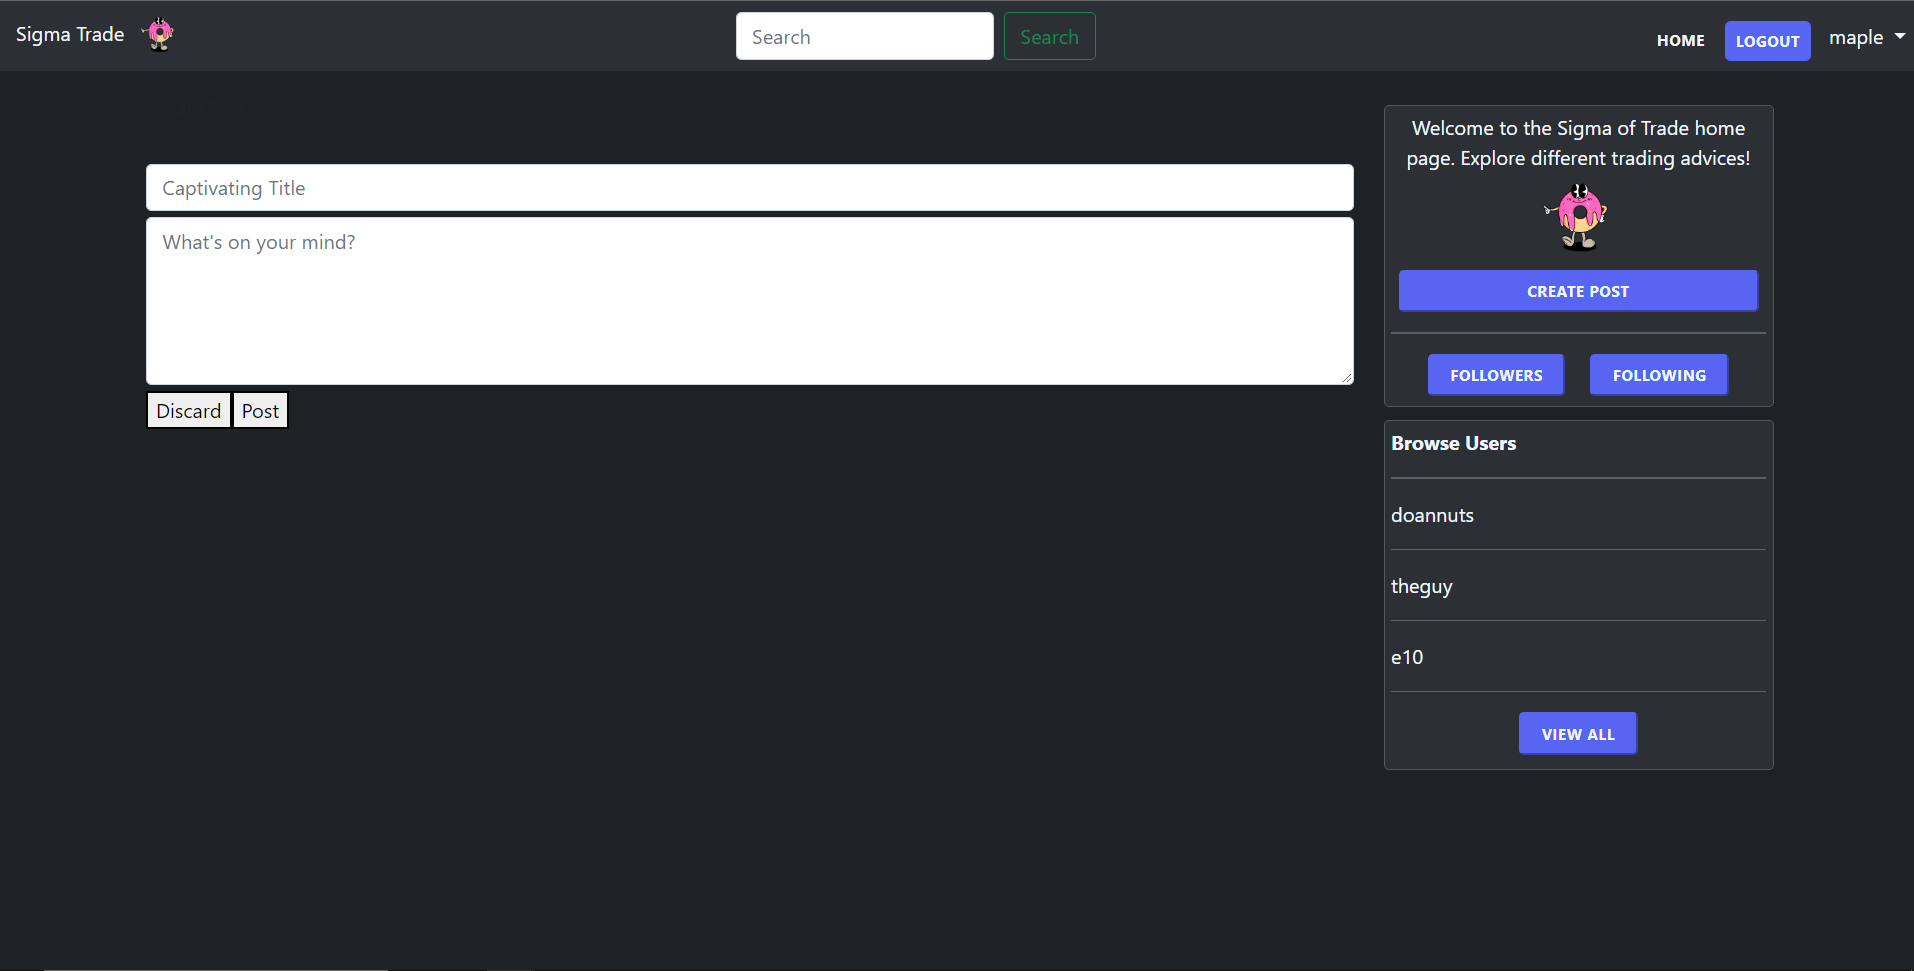 Sigma Trade
Search
Search
HOME
LOGOUT
maple
Captivating Title
What's on your mind?
Discard
Post
Welcome to the Sigma of Trade home
page. Explore different trading advices!
CREATE POST
FOLLOWERS
FOLLOWING
Browse Users
doannuts
theguy
e10
VIEW ALL